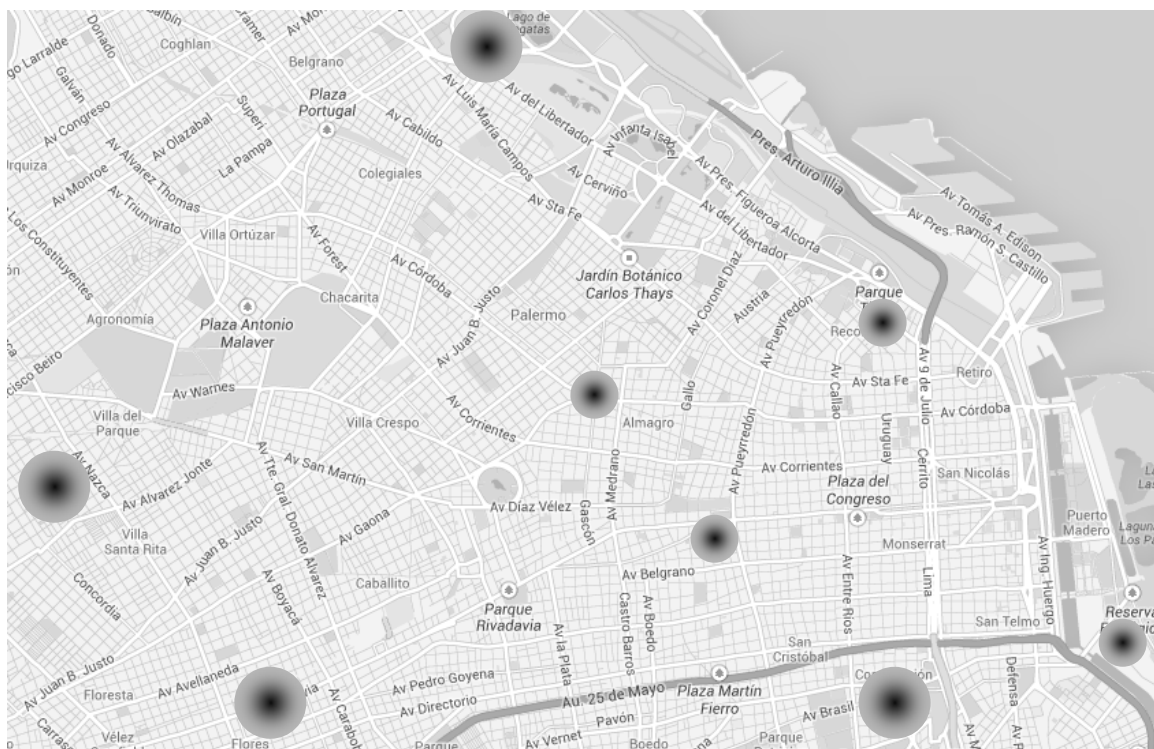 Lago de
Coghlan
Donado
Galván
Belgrano
Plaza
Portugal
Av Congreso
Superí
Av Olazabal
La Pampa
Av Monroe
Av Alvarez Thomas
Av Triunvirato
Los Constituyentes
Villa Ortúzar
Av Forest
Av Cabildo
Av Luis María Campos
Colegiales
Av del Libertador
Av Infanta Isabel
Av Cerviño
Av Sta Fe
Av Pres. Figueroa Alcorta
Av del Libertador
Pres. Arturo Illia
Av Tomás A. Edison
Av Pres. Ramón S. Castillo
Jardín Botánico
Carlos Thays
Av Coronel Diaz
Austria
Av Pueyrredón
Parque
Retiro
Av Córdoba
Chacarita
Palermo
Av Juan B. Justo
Agronomía
Plaza Antonio
Malaver
Av Warnes
Villa del
Parque
Villa Crespo
Av Corrientes
Almagro
Gallo
Av Sta Fe
Av Callao
Uruguay
Av 9 de Julio
Cerrito
Av Córdoba
Av Corrientes
San Nicolás
Plaza del
Congreso
Av Pueyrredón
Av Medrano
Av Nazca
Av Alvarez Jonte
Av Tte. Gral. Donato Alvarez
Av San Martín
Av Díaz Vélez
Gascón
Villa
Santa Rita
Av Juan B. Justo
Av Gaona
Monserrat
Puerto
Madero
Concordia
Av Boyacá
Caballito
Parque
Rivadavia
Av Belgrano
Av Entre Ríos
Lima
Av Ing. Huergo
San Telmo
Castro Barros
Av Boedo
Av la Plata
San
Cristóbal
Av Juan B. Justo
Av Avellaneda
Floresta
Av Pedro Goyena
Av Directorio
Au. 25 de Mayo
Plaza Martín
Fierro
Av Brasil
Defensa
Vélez
Flores
Parque
Av Vernet
Pavón
Boedo
Parque